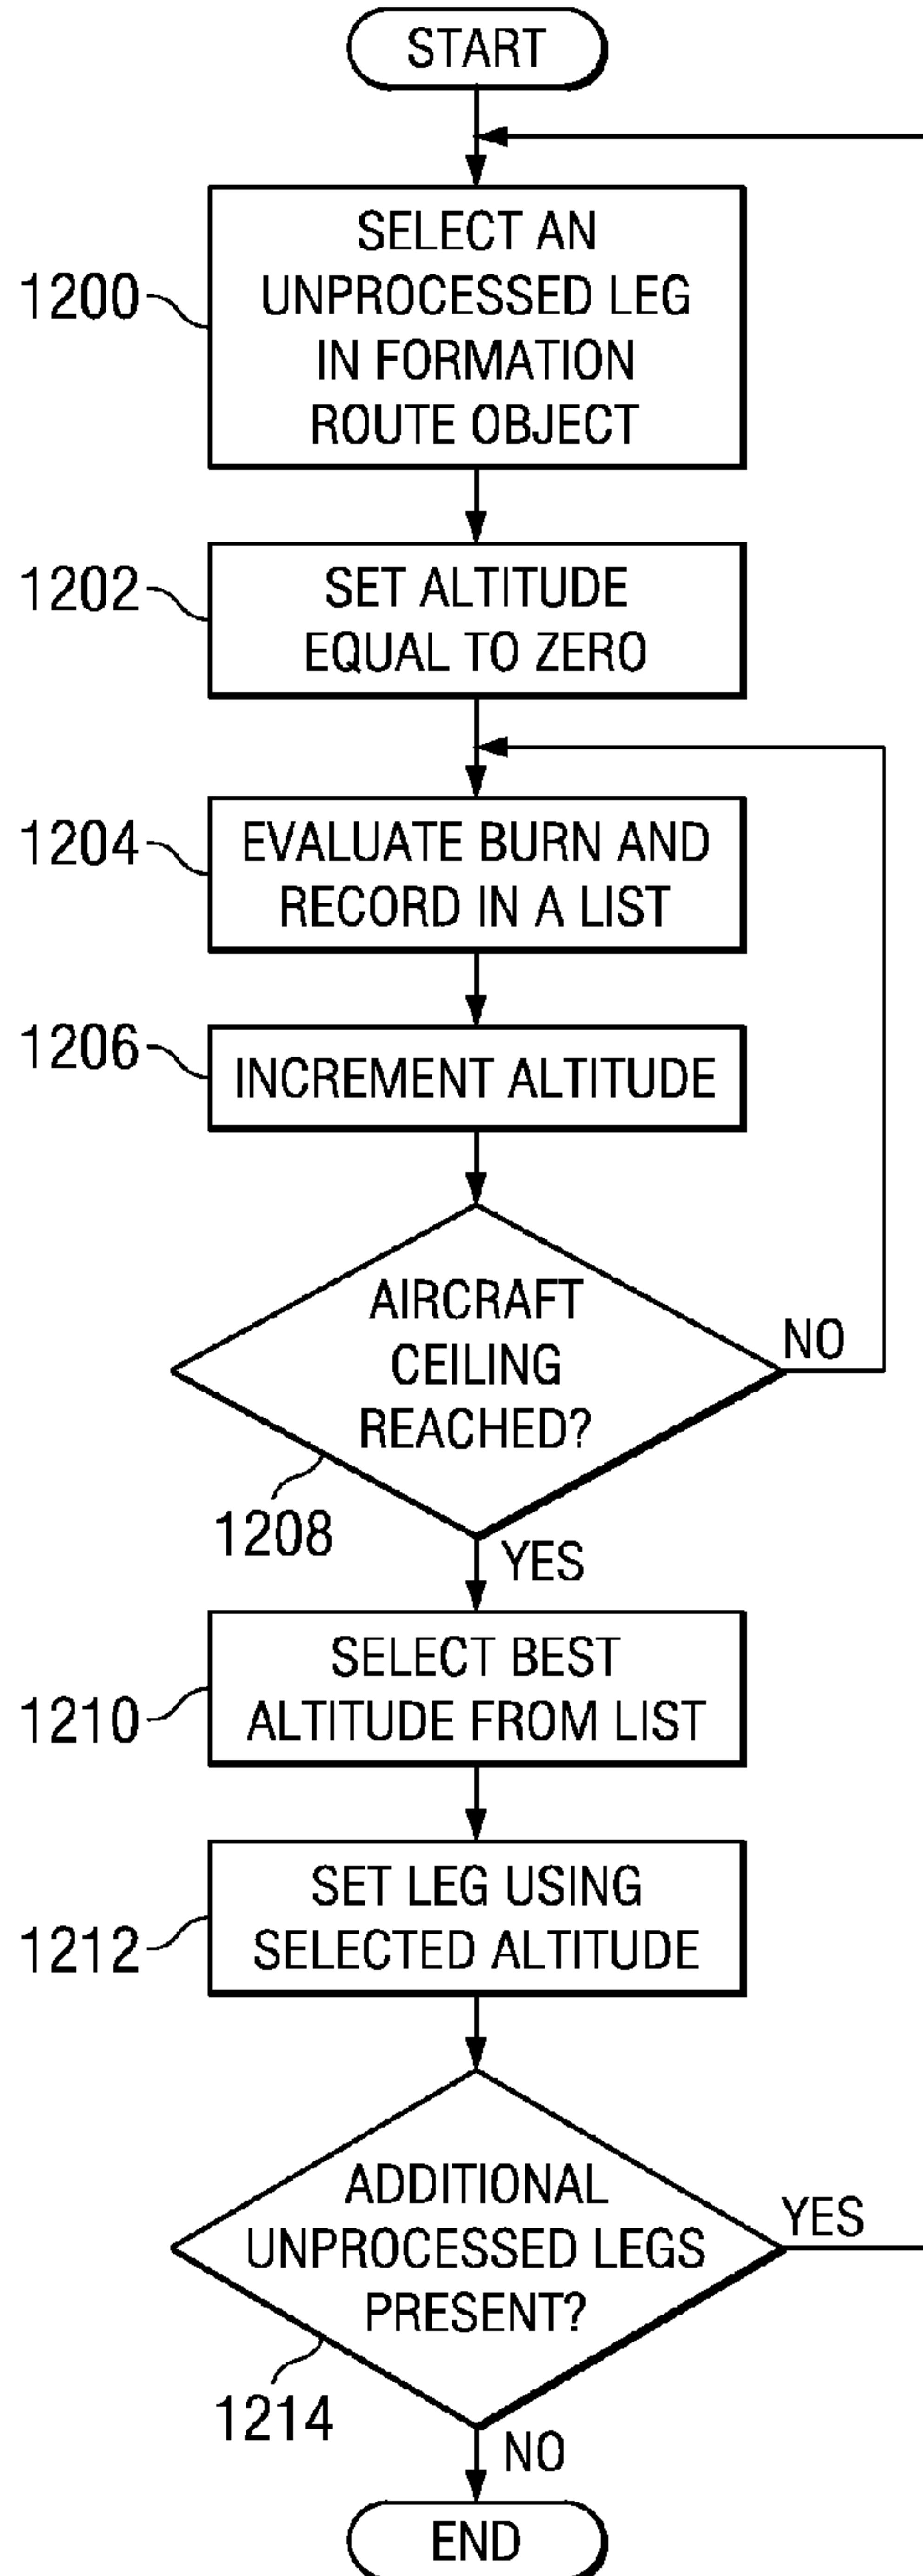 START
1200
SELECT AN
UNPROCESSED LEG
IN FORMATION
ROUTE OBJECT
1202
SET ALTITUDE
EQUAL TO ZERO
1204
EVALUATE BURN AND
RECORD IN A LIST
1206
INCREMENT ALTITUDE
AIRCRAFT
CEILING
REACHED?
NO
1208
YES
1210
SELECT BEST
ALTITUDE FROM LIST
1212
SET LEG USING
SELECTED ALTITUDE
ADDITIONAL
UNPROCESSED LEGS
PRESENT?
YES
1214
NO
END